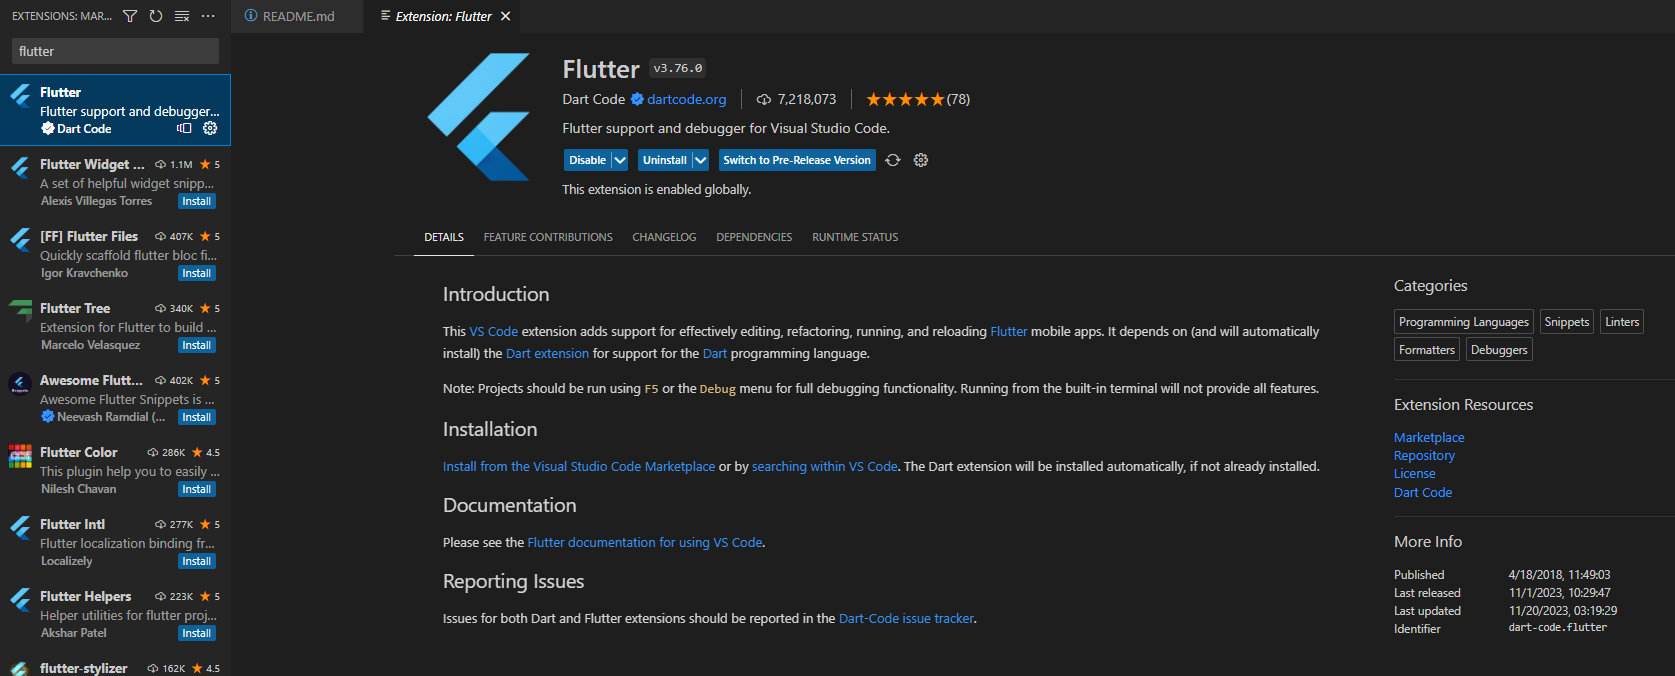 EXTENSIONS: MAR...
flutter
Flutter
Flutter support and debugger...
Dart Code
Flutter Widget ... 1.1M 5
A set of helpful widget snipp...
Alexis Villegas Torres Install
[FF] Flutter Files 407K 5
Quickly scaffold flutter bloc fi...
Igor Kravchenko Install
Flutter Tree 340K 5
Extension for Flutter to build ...
Marcelo Velasquez Install
Awesome Flutt... 402K 5
Awesome Flutter Snippets is ...
Neevash Ramdial (... Install
Flutter Color 286K 4.5
This plugin help you to easily ...
Nilesh Chavan Install
Flutter Intl 277K 5
Flutter localization binding fr...
Localizely Install
Flutter Helpers 223K 5
Helper utilities for flutter proj...
Akshar Patel Install
flutter-stylizer 162K 4.5
README.md
Extension: Flutter
Flutter v3.76.0
Dart Code dartcode.org 7,218,073 (78)
Flutter support and debugger for Visual Studio Code.
Disable Uninstall Switch to Pre-Release Version
This extension is enabled globally.
DETAILS FEATURE CONTRIBUTIONS CHANGELOG DEPENDENCIES RUNTIME STATUS
Introduction
This VS Code extension adds support for effectively editing, refactoring, running, and reloading Flutter mobile apps. It depends on (and will automatically
install) the Dart extension for support for the Dart programming language.
Note: Projects should be run using F5 or the Debug menu for full debugging functionality. Running from the built-in terminal will not provide all features.
Installation
Install from the Visual Studio Code Marketplace or by searching within VS Code. The Dart extension will be installed automatically, if not already installed.
Documentation
Please see the Flutter documentation for using VS Code.
Reporting Issues
Issues for both Dart and Flutter extensions should be reported in the Dart-Code issue tracker.
Categories
Programming Languages Snippets Linters
Formatters Debuggers
Extension Resources
Marketplace
Repository
License
Dart Code
More Info
Published 4/18/2018, 11:49:03
Last released 11/1/2023, 10:29:47
Last updated 11/20/2023, 03:19:29
Identifier dart-code.flutter